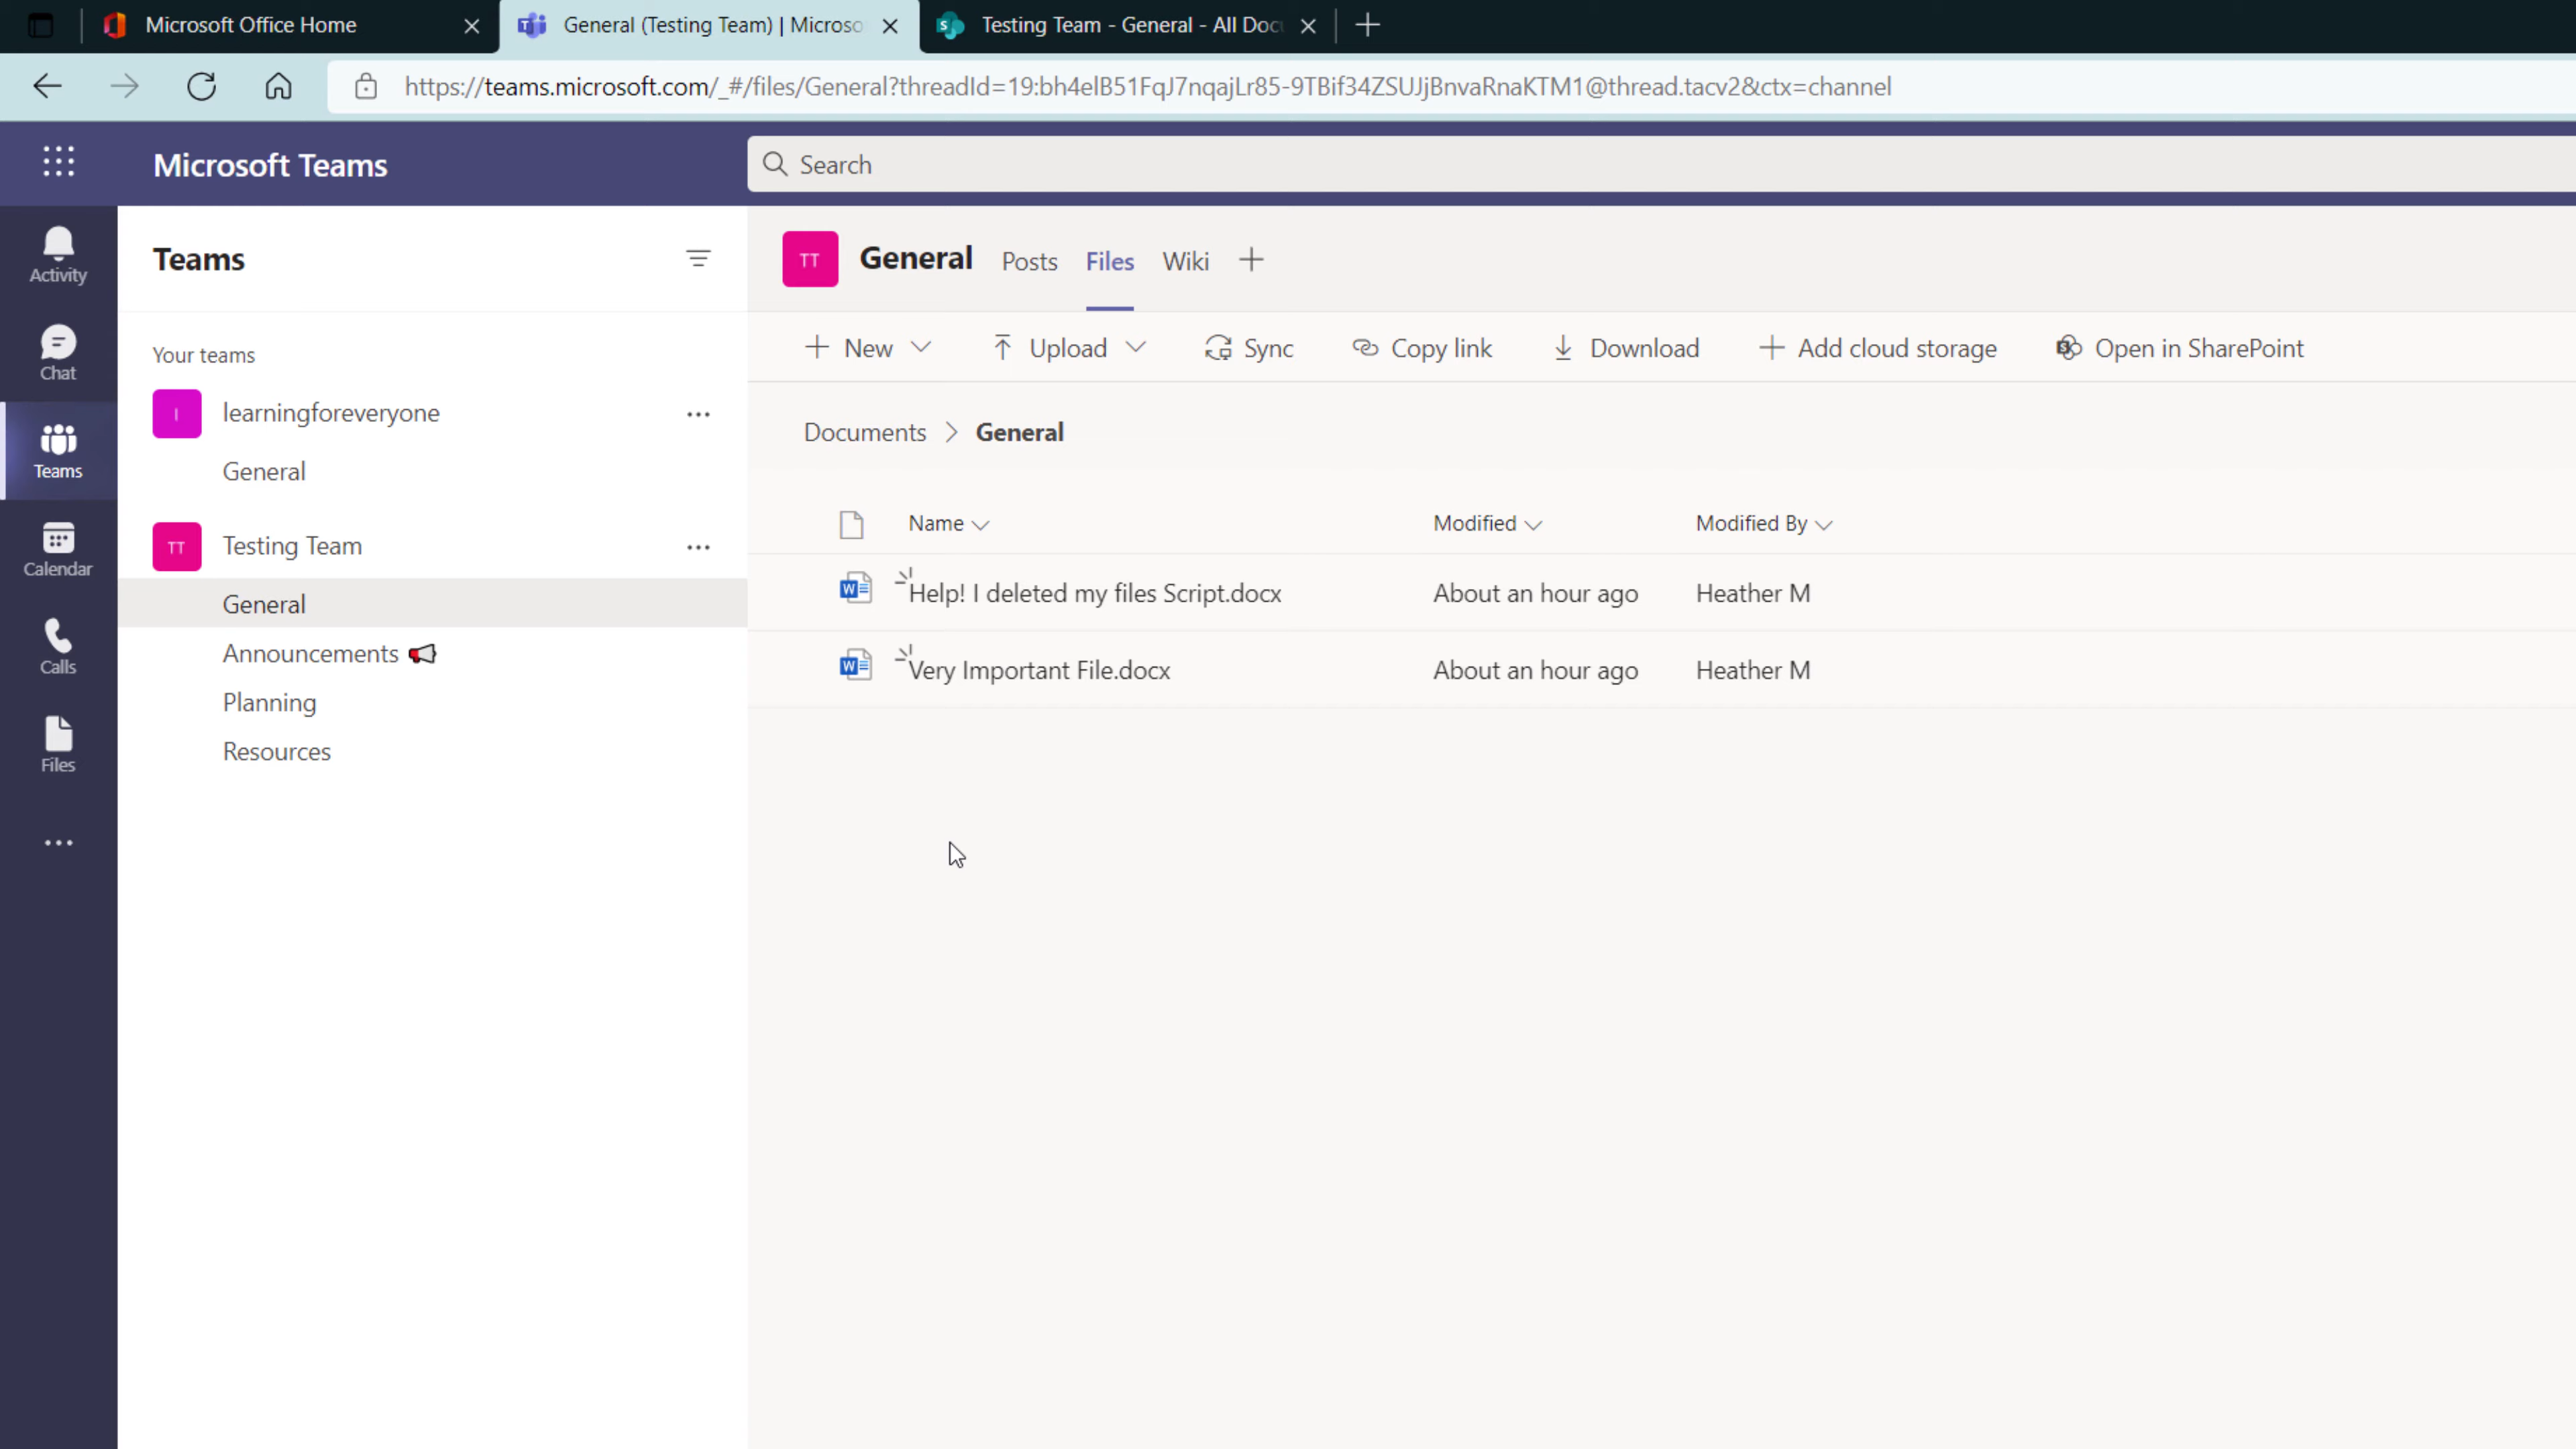 Microsoft Office Home
General (Testing Team) | Microso
Testing Team - General - All Doc
https://teams.microsoft.com/_#/files/General?threadId=19:bh4elB51FqJ7nqajLr85-9TBif34ZSUJjBnvaRnaKTM1@thread.tacv2&ctx=channel
Microsoft Teams
Search
Activity
Chat
Teams
Calendar
Calls
Files
Teams
Your teams
learningforeveryone
General
TT Testing Team
General
Announcements
Planning
Resources
TT General Posts Files Wiki
New Upload Sync Copy link Download Add cloud storage Open in SharePoint
Documents > General
Name Modified Modified By
Help! I deleted my files Script.docx About an hour ago Heather M
Very Important File.docx About an hour ago Heather M